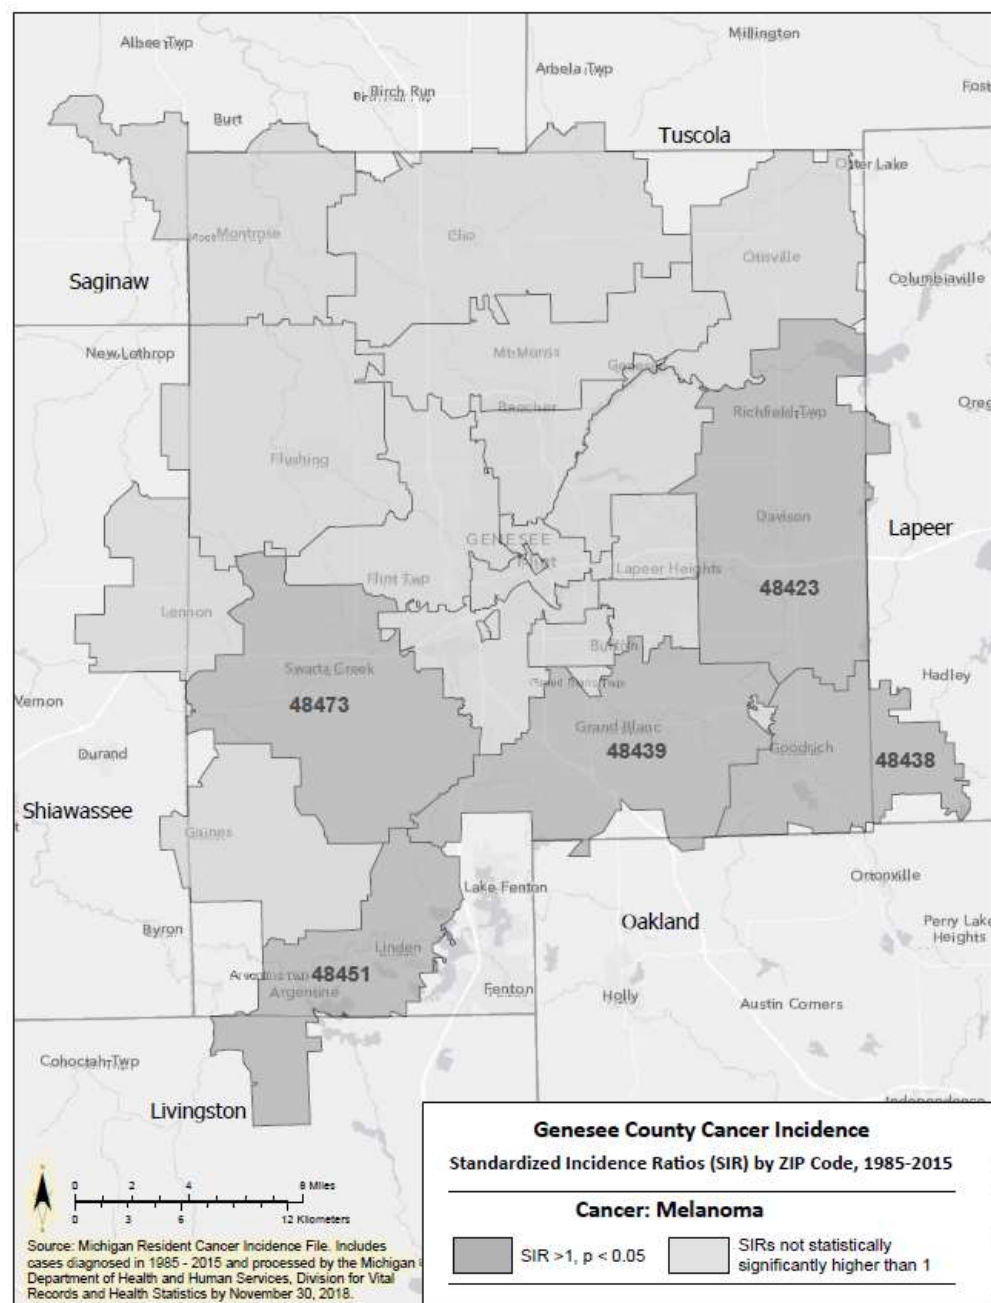 Albee Twp
Millington
Arbela Twp
Birch Run
Burt
Tuscola
Otter Lake
Montrose
Clio
Otisville
Saginaw
Columbiaville
New Lothrop
Mt Morris
Genesee
Beecher
Richfield Twp
Flushing
Davison
GENESEE
Lapeer
Flint
Flint Twp
Lapeer Heights
48423
Lennon
Burton
Swartz Creek
Hadley
48473
Vernon
Grand Blanc Twp
Grand Blanc
Durand
48439
Goodrich
48438
Shiawassee
Gaines
Lake Fenton
Ortonville
Byron
Oakland
Perry Lake
Heights
Linden
48451
Argentine
Fenton
Holly
Austin Corners
Cohoctah Twp
Livingston
Independence
Genesee County Cancer Incidence
Standardized Incidence Ratios (SIR) by ZIP Code, 1985-2015
Cancer: Melanoma
SIR >1, p < 0.05
SIRs not statistically
significantly higher than 1
0 2 4 8 Miles
0 3 6 12 Kilometers
Source: Michigan Resident Cancer Incidence File. Includes
cases diagnosed in 1985 - 2015 and processed by the Michigan
Department of Health and Human Services, Division for Vital
Records and Health Statistics by November 30, 2018.